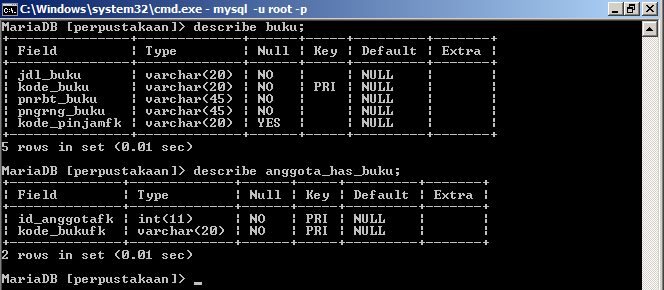 C:\Windows\system32\cmd.exe - mysql -u root -p
MariaDB [perpustakaan]> describe buku;
+---------------+-------------+------+-----+---------+-------+
| Field         | Type        | Null | Key | Default | Extra |
+---------------+-------------+------+-----+---------+-------+
| jdl_buku      | varchar(20) | NO   |     | NULL    |       |
| kode_buku     | varchar(20) | NO   | PRI | NULL    |       |
| pnrbt_buku    | varchar(45) | NO   |     | NULL    |       |
| pngrng_buku   | varchar(45) | NO   |     | NULL    |       |
| kode_pinjamfk | varchar(20) | YES  |     | NULL    |       |
+---------------+-------------+------+-----+---------+-------+
5 rows in set (0.01 sec)
MariaDB [perpustakaan]> describe anggota_has_buku;
+--------------+-------------+------+-----+---------+-------+
| Field        | Type        | Null | Key | Default | Extra |
+--------------+-------------+------+-----+---------+-------+
| id_anggotafk | int(11)     | NO   | PRI | NULL    |       |
| kode_bukufk  | varchar(20) | NO   | PRI | NULL    |       |
+--------------+-------------+------+-----+---------+-------+
2 rows in set (0.01 sec)
MariaDB [perpustakaan]> _